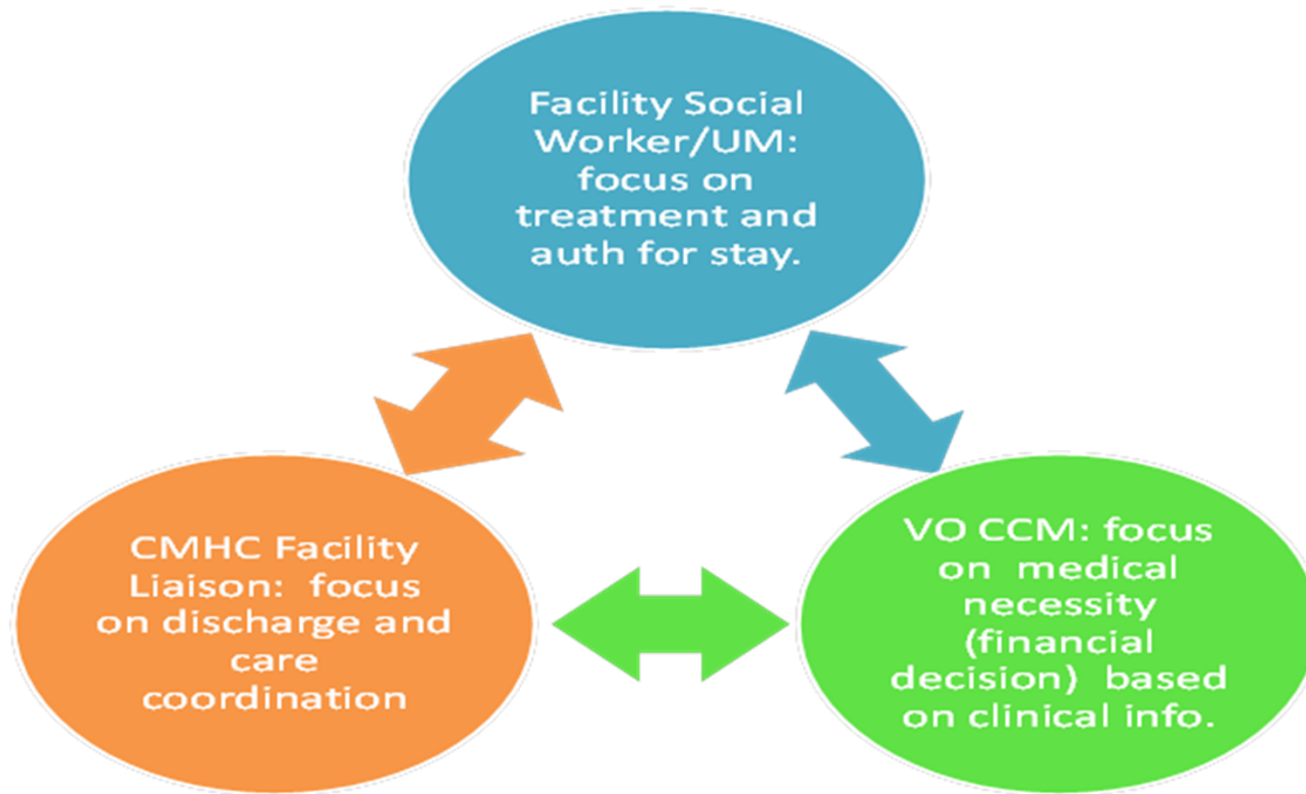 Facility Social
Worker/UM:
focus on
treatment and
auth for stay.
CMHC Facility
Liaison:  focus
on discharge and
care
coordination
VO CCM: focus
on  medical
necessity
(financial
decision)  based
on clinical info.